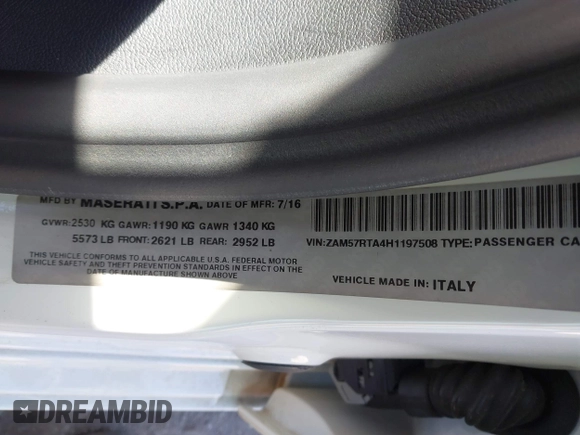 MFD BY MASERATI S.P.A. DATE OF MFR: 7/16
GVWR:2530 KG GAWR:1190 KG GAWR 1340 KG
5573 LB FRONT:2621 LB REAR: 2952 LB
THIS VEHICLE CONFORMS TO ALL APPLICABLE U.S.A. FEDERAL MOTOR
VEHICLE SAFETY AND THEFT PREVENTION STANDARDS IN EFFECT ON THE
DATE OF MANUFACTURE SHOWN ABOVE
VIN:ZAM57RTA4H1197508 TYPE:PASSENGER CA
VEHICLE MADE IN: ITALY
DREAMBID